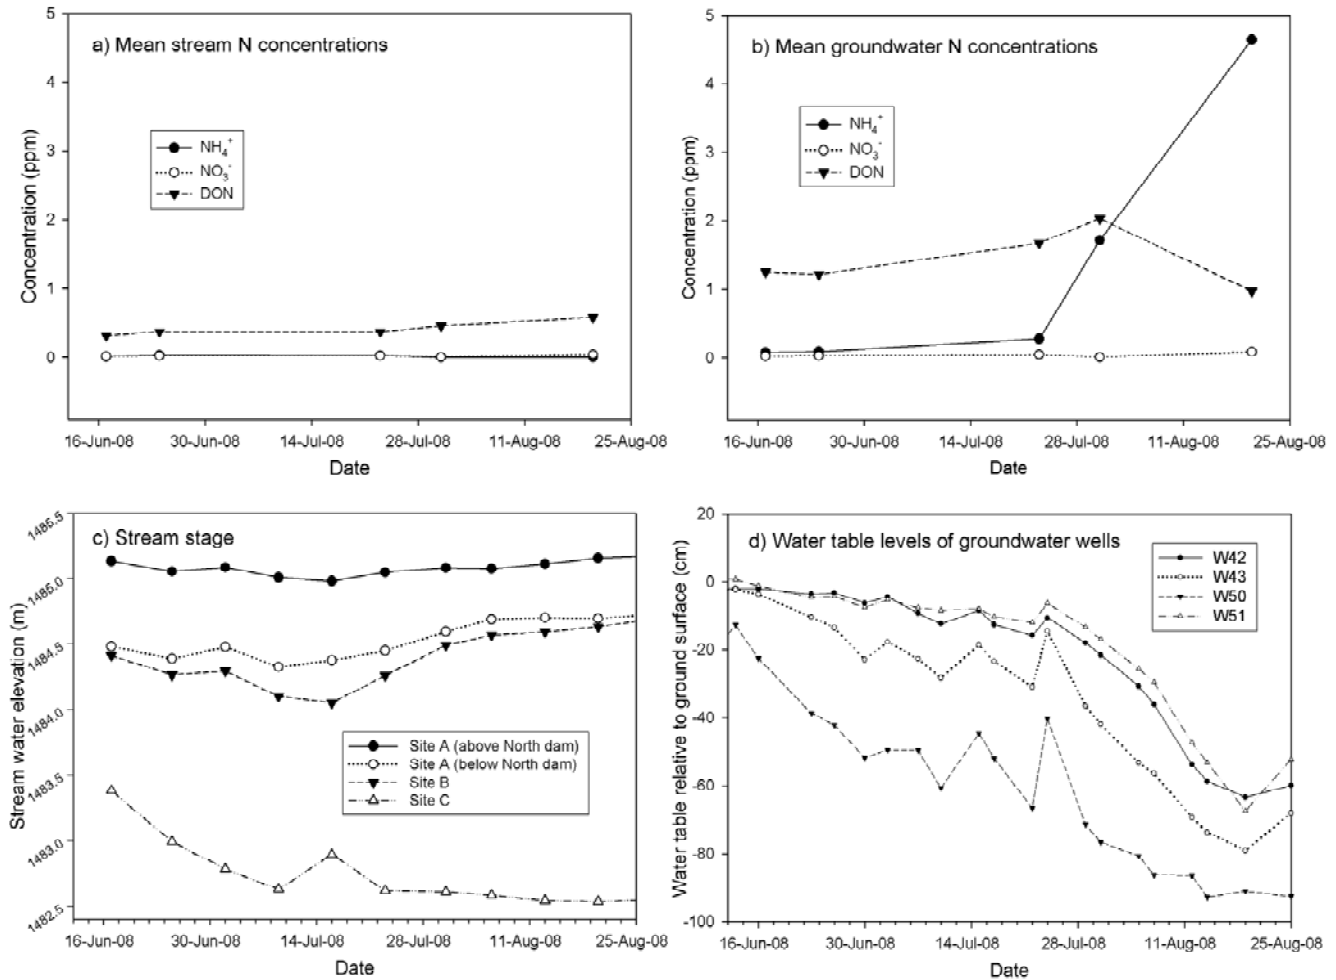 a) Mean stream N concentrations
5
4
3
2
1
0
Concentration (ppm)
NH4+
NO3+
DON
16-Jun-08 30-Jun-08 14-Jul-08 28-Jul-08 11-Aug-08 25-Aug-08
Date
b) Mean groundwater N concentrations
5
4
3
2
1
0
Concentration (ppm)
NH4+
NO3+
DON
16-Jun-08 30-Jun-08 14-Jul-08 28-Jul-08 11-Aug-08 25-Aug-08
Date
c) Stream stage
1485.5
1485.0
1484.5
1484.0
1483.5
1483.0
1482.5
Stream water elevation (m)
Site A (above North dam)
Site A (below North dam)
Site B
Site C
16-Jun-08 30-Jun-08 14-Jul-08 28-Jul-08 11-Aug-08 25-Aug-08
Date
d) Water table levels of groundwater wells
20
0
-20
-40
-60
-80
-100
Water table relative to ground surface (cm)
W42
W43
W50
W51
16-Jun-08 30-Jun-08 14-Jul-08 28-Jul-08 11-Aug-08 25-Aug-08
Date